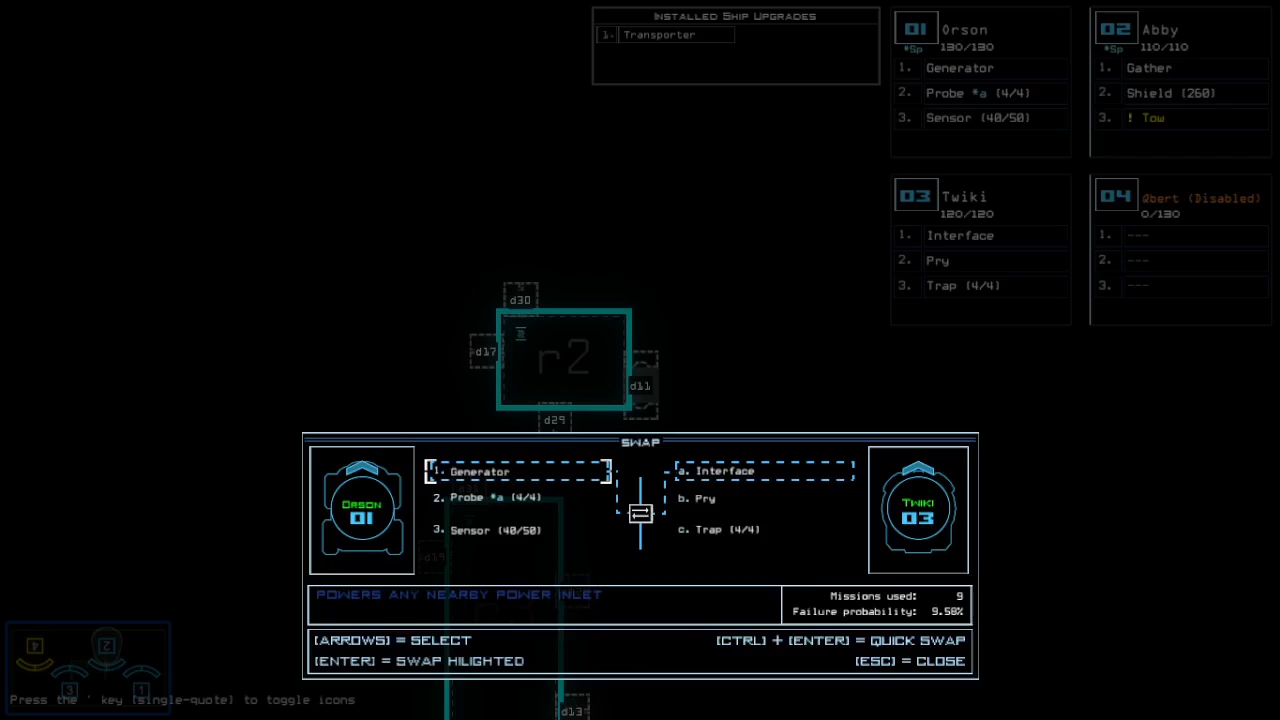 Installed Ship Upgrades
1. Transporter
01 Orson
*Sp 130/130
1. Generator
2. Probe *a (4/4)
3. Sensor (40/50)
02 Abby
*Sp 110/110
1. Gather
2. Shield (260)
3. ! Tow
03 Twiki
120/120
1. Interface
2. Pry
3. Trap (4/4)
04 Qbert (Disabled)
0/130
1. ---
2. ---
3. ---
d30
d17
r2
d11
d29
SWAP
Orson
01
1. Generator
2. Probe *a (4/4)
3. Sensor (40/50)
a. Interface
b. Pry
c. Trap (4/4)
Twiki
03
d19
POWERS ANY NEARBY POWER INLET
Missions used: 9
Failure probability: 9.58%
[ARROWS] = SELECT
[CTRL] + [ENTER] = QUICK SWAP
[ENTER] = SWAP HILIGHTED
[ESC] = CLOSE
4
2
3
1
Press the ' key (single-quote) to toggle icons
d13